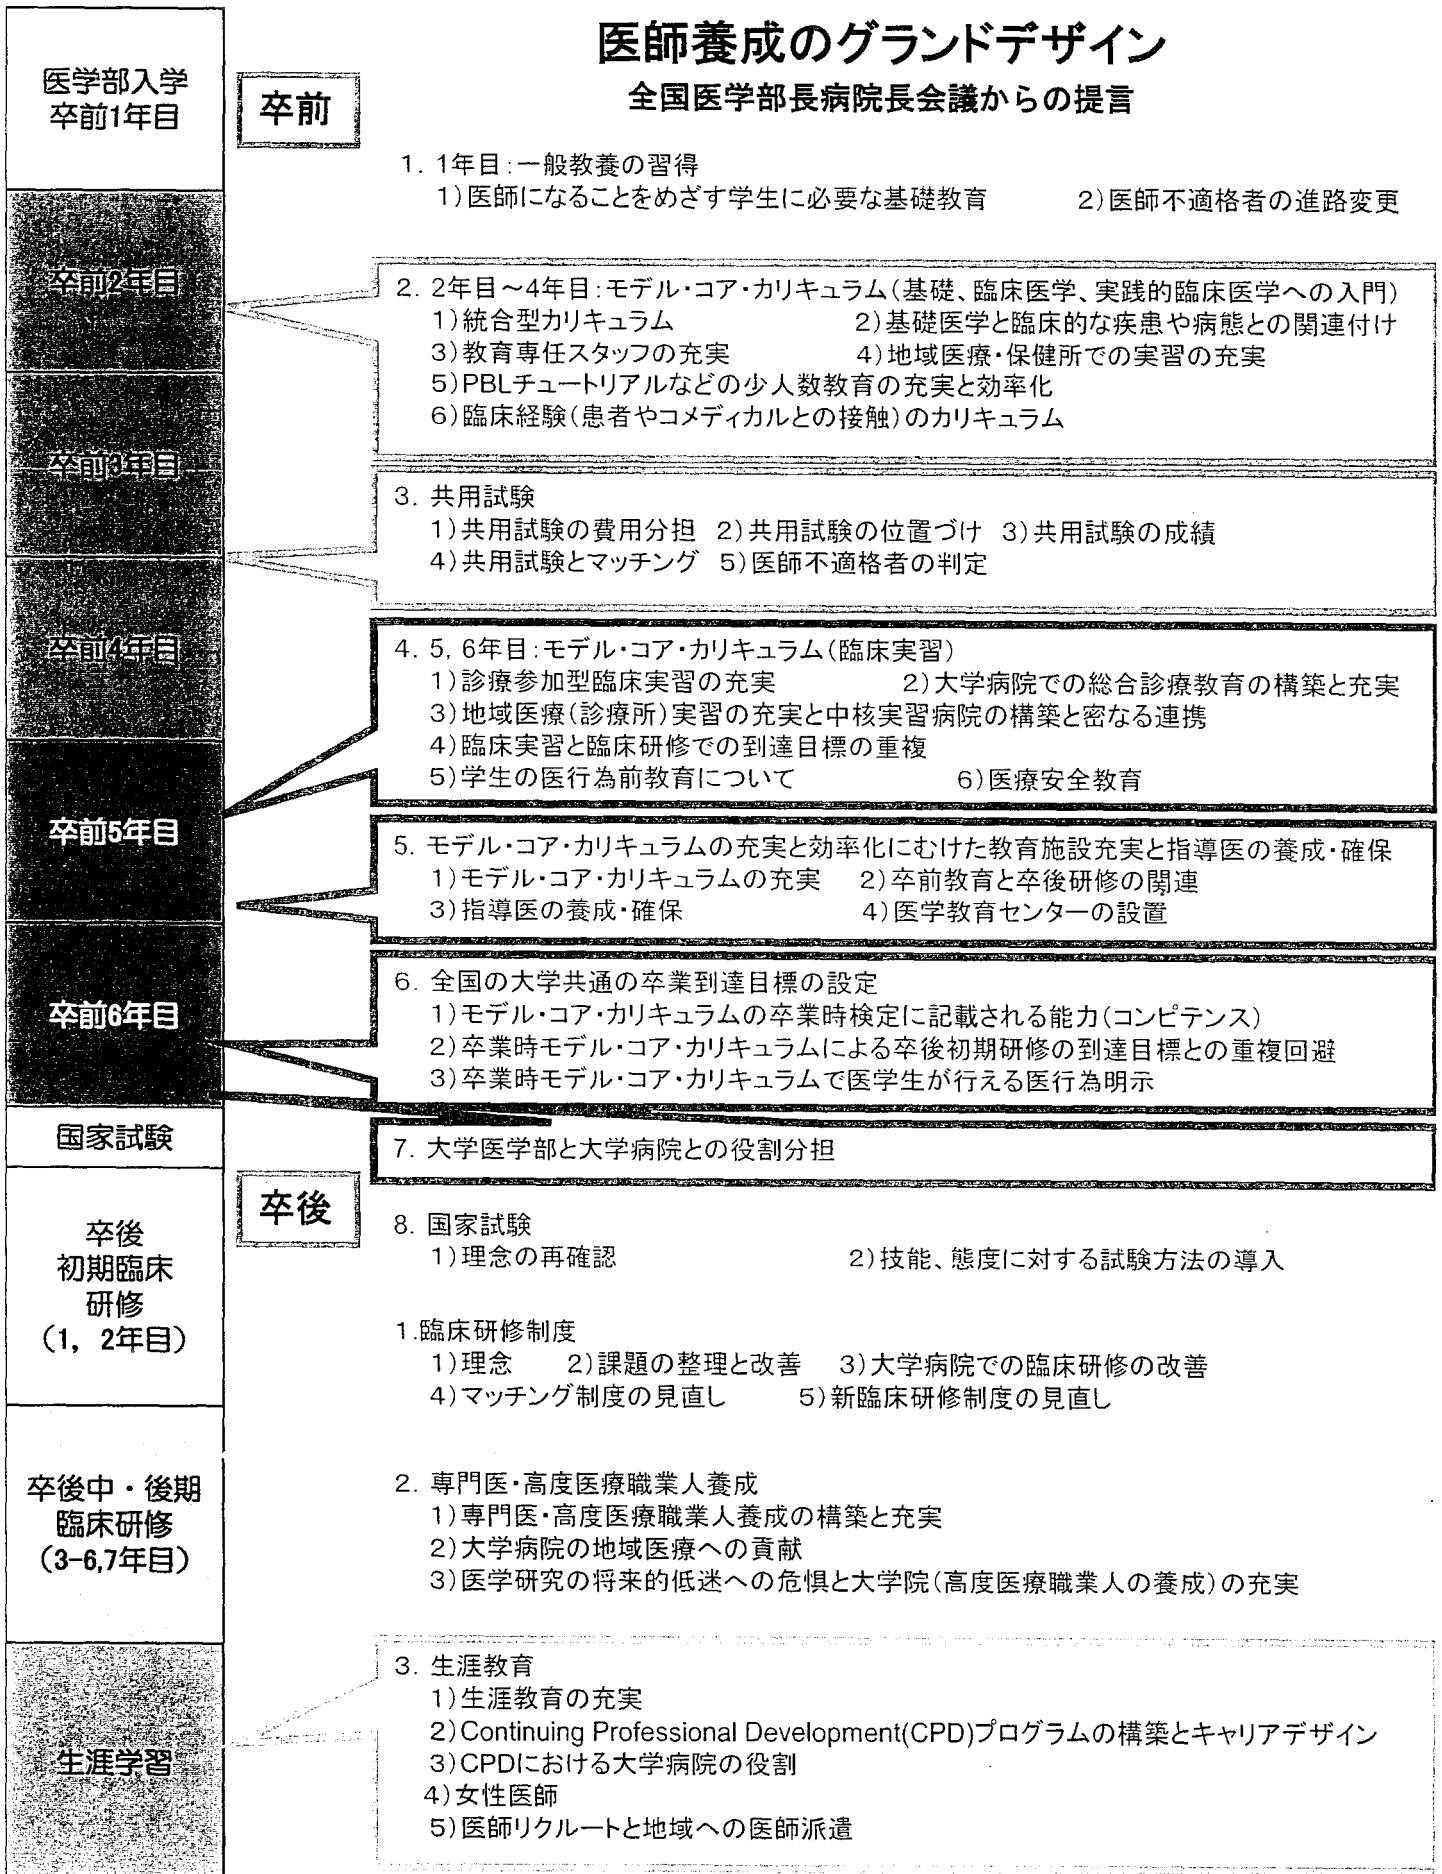 医師養成のグランドデザイン
全国医学部長病院長会議からの提言
医学部入学
卒前1年目
卒前
1. 1年目:一般教養の習得
1)医師になることをめざす学生に必要な基礎教育 2)医師不適格者の進路変更
卒前2年目
2. 2年目～4年目:モデル・コア・カリキュラム(基礎、臨床医学、実践的臨床医学への入門)
1)統合型カリキュラム 2)基礎医学と臨床的な疾患や病態との関連付け
3)教育専任スタッフの充実 4)地域医療・保健所での実習の充実
5)PBLチュートリアルなどの少人数教育の充実と効率化
6)臨床経験(患者やコメディカルとの接触)のカリキュラム
卒前3年目
3. 共用試験
1)共用試験の費用分担 2)共用試験の位置づけ 3)共用試験の成績
4)共用試験とマッチング 5)医師不適格者の判定
卒前4年目
4. 5, 6年目:モデル・コア・カリキュラム(臨床実習)
1)診療参加型臨床実習の充実 2)大学病院での総合診療教育の構築と充実
3)地域医療(診療所)実習の充実と中核実習病院の構築と密なる連携
4)臨床実習と臨床研修での到達目標の重複
5)学生の医行為前教育について 6)医療安全教育
卒前5年目
5. モデル・コア・カリキュラムの充実と効率化にむけた教育施設充実と指導医の養成・確保
1)モデル・コア・カリキュラムの充実 2)卒前教育と卒後研修の関連
3)指導医の養成・確保 4)医学教育センターの設置
卒前6年目
6. 全国の大学共通の卒業到達目標の設定
1)モデル・コア・カリキュラムの卒業時検定に記載される能力(コンピテンス)
2)卒業時モデル・コア・カリキュラムによる卒後初期研修の到達目標との重複回避
3)卒業時モデル・コア・カリキュラムで医学生が行える医行為明示
国家試験
7. 大学医学部と大学病院との役割分担
卒後
8. 国家試験
1)理念の再確認 2)技能、態度に対する試験方法の導入
卒後
初期臨床
研修
(1, 2年目)
1.臨床研修制度
1)理念 2)課題の整理と改善 3)大学病院での臨床研修の改善
4)マッチング制度の見直し 5)新臨床研修制度の見直し
卒後中・後期
臨床研修
(3-6,7年目)
2. 専門医・高度医療職業人養成
1)専門医・高度医療職業人養成の構築と充実
2)大学病院の地域医療への貢献
3)医学研究の将来的低迷への危惧と大学院(高度医療職業人の養成)の充実
生涯学習
3. 生涯教育
1)生涯教育の充実
2)Continuing Professional Development(CPD)プログラムの構築とキャリアデザイン
3)CPDにおける大学病院の役割
4)女性医師
5)医師リクルートと地域への医師派遣